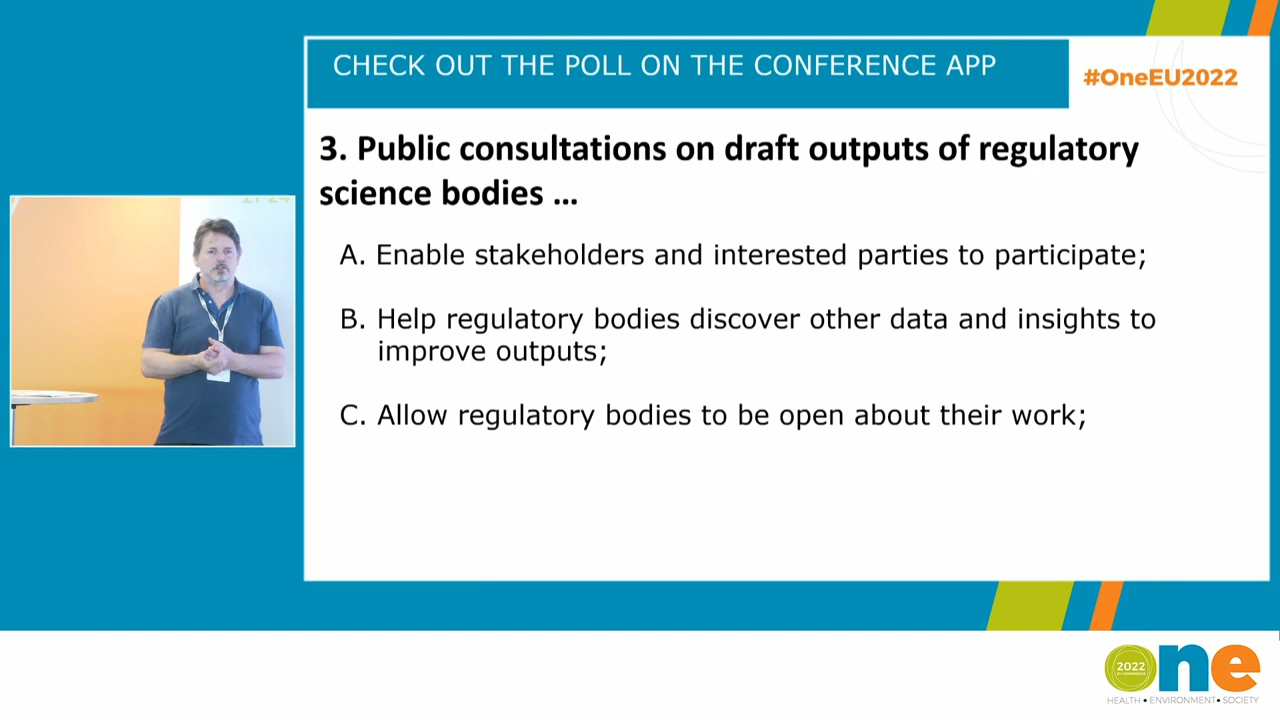 CHECK OUT THE POLL ON THE CONFERENCE APP
#OneEU2022
3. Public consultations on draft outputs of regulatory
science bodies ...
A. Enable stakeholders and interested parties to participate;
B. Help regulatory bodies discover other data and insights to
improve outputs;
C. Allow regulatory bodies to be open about their work;
2022
EU CONFERENCE
one
HEALTH • ENVIRONMENT • SOCIETY